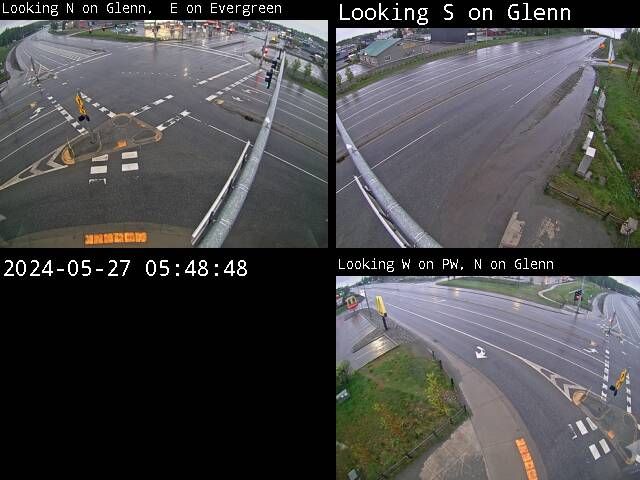 Looking N on Glenn, E on Evergreen
Looking S on Glenn
2024-05-27 05:48:48
Looking W on PW, N on Glenn